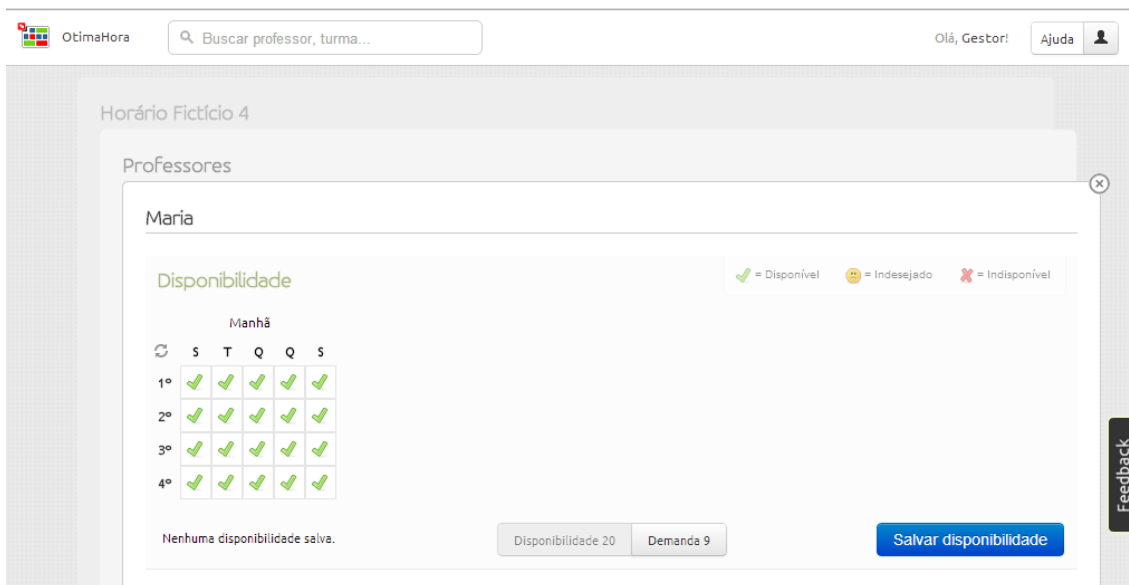 OtimaHora Buscar professor, turma... Olá, Gestor! Ajuda
Horário Fictício 4
Professores
Maria
Disponibilidade = Disponível = Indesejado = Indisponível
Manhã
S T Q Q S
1º
2º
3º
4º
Nenhuma disponibilidade salva. Disponibilidade 20 Demanda 9 Salvar disponibilidade
Feedback